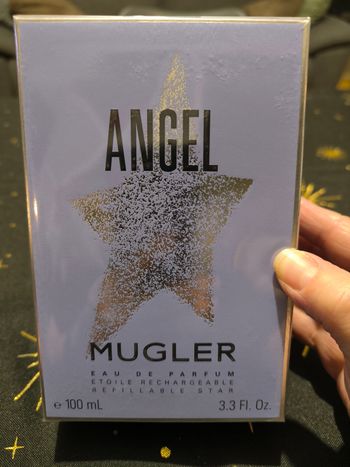 ANGEL
MUGLER
EAU DE PARFUM
ÉTOILE RECHARGEABLE
REFILLABLE STAR
℮ 100 mL 3.3 Fl. Oz.